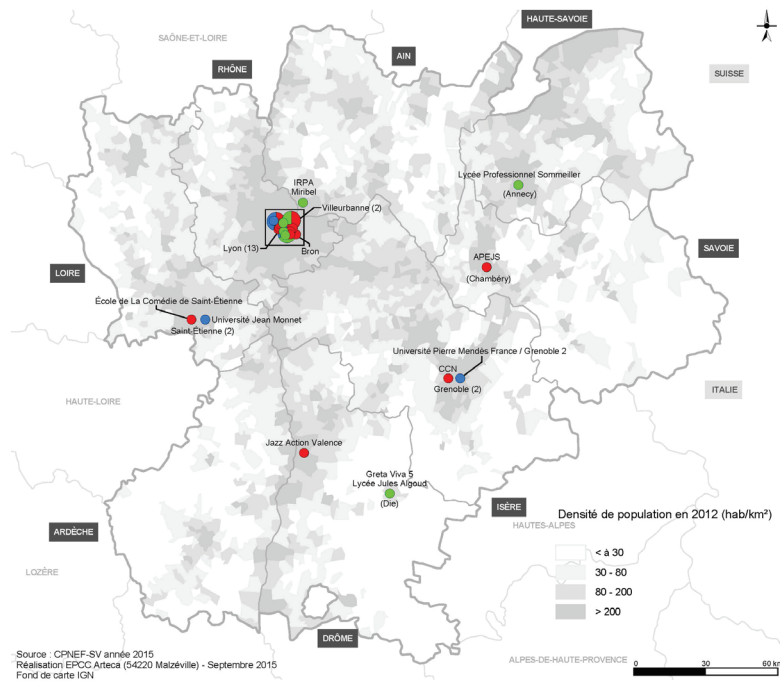 HAUTE-SAVOIE
SAÔNE-ET-LOIRE
AIN
RHÔNE
SUISSE
IRPA
Miribel
Lycée Professionnel Sommeiller
(Annecy)
Villeurbanne (2)
Lyon (13)
Bron
SAVOIE
APEJS
(Chambéry)
LOIRE
École de La Comédie de Saint-Étienne
Université Jean Monnet
Saint-Étienne (2)
Université Pierre Mendès France / Grenoble 2
CCN
Grenoble (2)
ITALIE
HAUTE-LOIRE
Jazz Action Valence
Greta Viva 5
Lycée Jules Algoud
(Die)
ISÈRE
Densité de population en 2012 (hab/km²)
HAUTES-ALPES
ARDÈCHE
< à 30
30 - 80
80 - 200
> 200
LOZÈRE
DRÔME
Source : CPNEF-SV année 2015
Réalisation EPCC Arteca (54220 Malzéville) - Septembre 2015
Fond de carte IGN
ALPES-DE-HAUTE-PROVENCE
0 30 60 km